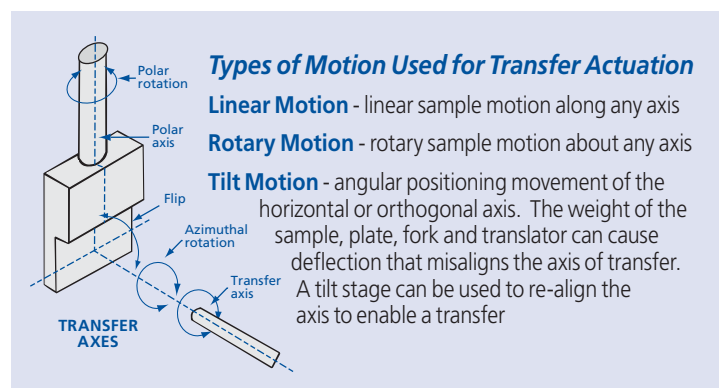 Types of Motion Used for Transfer Actuation
Linear Motion - linear sample motion along any axis
Rotary Motion - rotary sample motion about any axis
Tilt Motion - angular positioning movement of the
horizontal or orthogonal axis. The weight of the
sample, plate, fork and translator can cause
deflection that misaligns the axis of transfer.
A tilt stage can be used to re-align the
axis to enable a transfer
Polar
rotation
Polar
axis
Flip
Azimuthal
rotation
Transfer
axis
TRANSFER
AXES